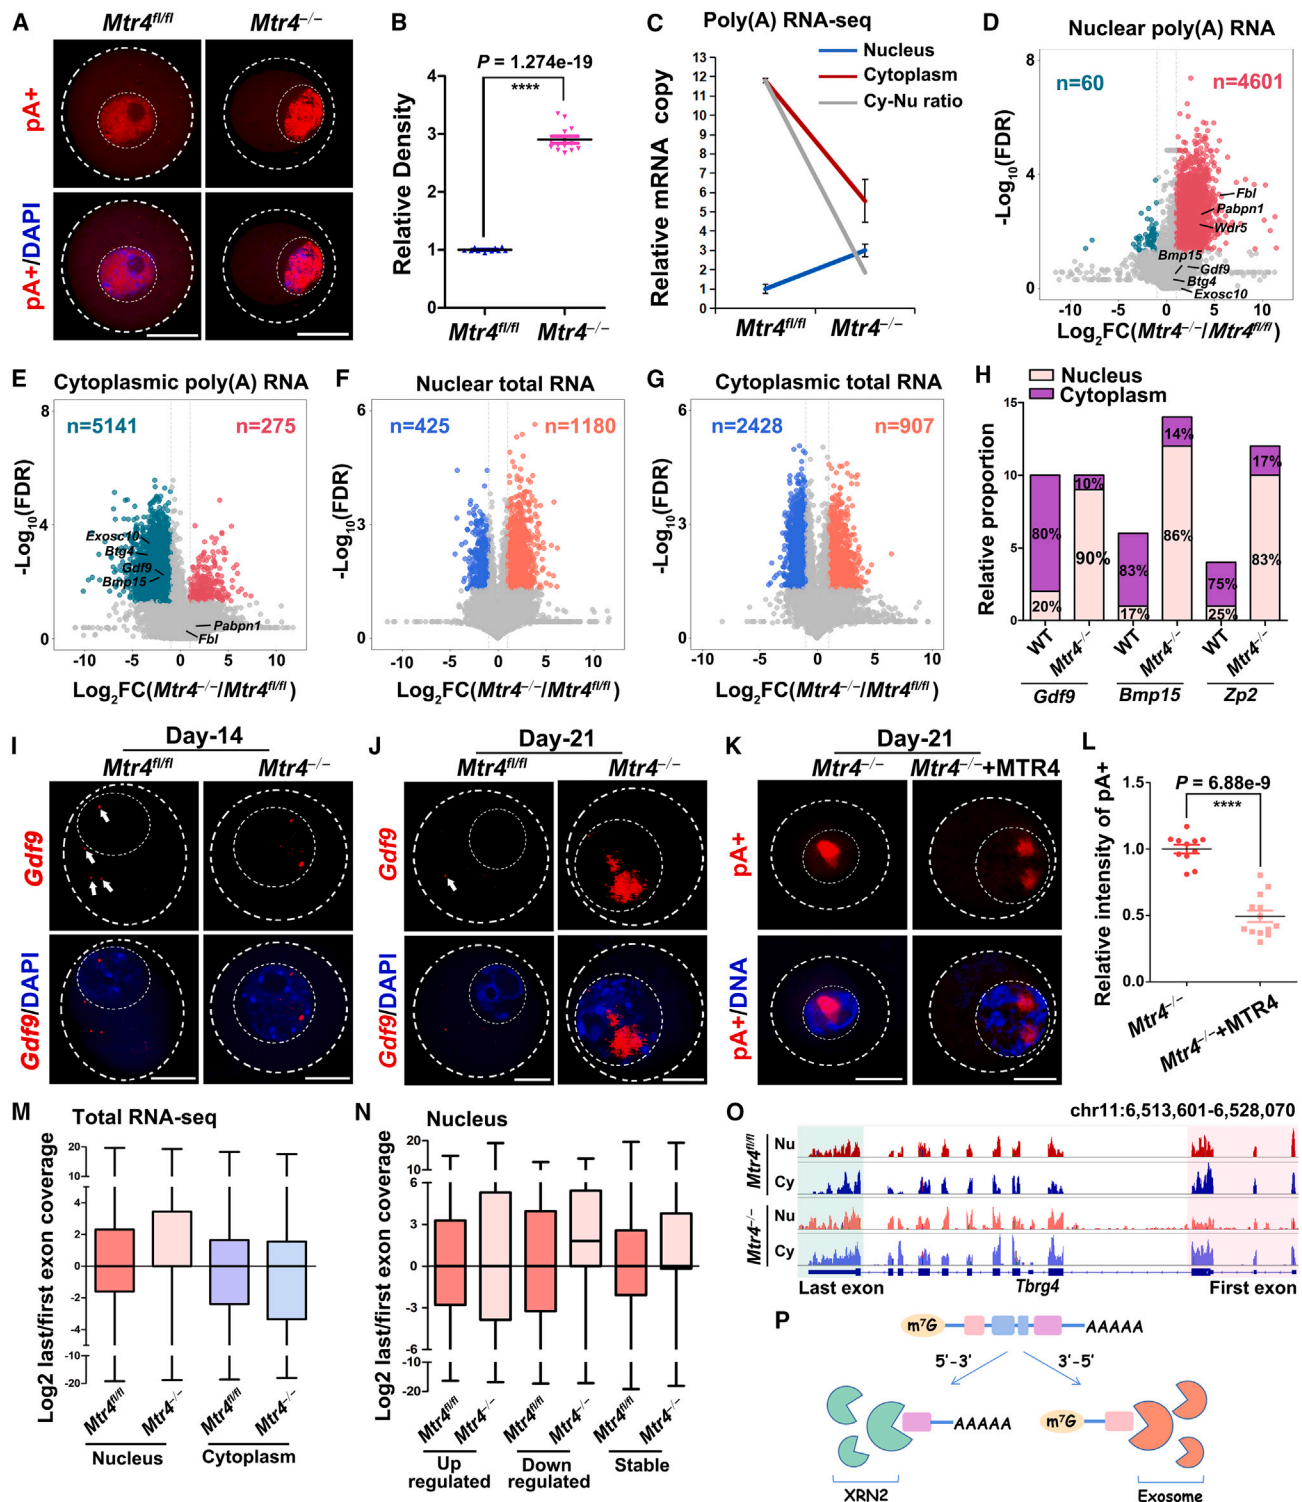 A
Mtr4fl/fl
Mtr4−/−
pA+
pA+/DAPI
B
P = 1.274e-19
****
Relative Density
4
3
2
1
0
Mtr4fl/fl
Mtr4−/−
C
Poly(A) RNA-seq
Nucleus
Cytoplasm
Cy-Nu ratio
Relative mRNA copy
13
12
11
10
9
8
7
6
5
4
3
2
1
0
Mtr4fl/fl
Mtr4−/−
D
Nuclear poly(A) RNA
n=60
n=4601
-Log10(FDR)
8
4
0
Fbl
Pabpn1
Wdr5
Bmp15
Gdf9
Btg4
Exosc10
-10 -5 0 5 10
Log2FC(Mtr4−/−/Mtr4fl/fl)
E
Cytoplasmic poly(A) RNA
n=5141
n=275
-Log10(FDR)
8
4
0
Exosc10
Btg4
Gdf9
Bmp15
Pabpn1
Fbl
-10 -5 0 5 10
Log2FC(Mtr4−/−/Mtr4fl/fl)
F
Nuclear total RNA
n=425
n=1180
-Log10(FDR)
6
3
0
-10 -5 0 5 10
Log2FC(Mtr4−/−/Mtr4fl/fl)
G
Cytoplasmic total RNA
n=2428
n=907
-Log10(FDR)
6
3
0
-10 -5 0 5 10
Log2FC(Mtr4−/−/Mtr4fl/fl)
H
Nucleus
Cytoplasm
Relative proportion
15
10
5
0
80%
20%
10%
90%
83%
17%
14%
86%
75%
25%
17%
83%
WT
Mtr4−/−
WT
Mtr4−/−
WT
Mtr4−/−
Gdf9
Bmp15
Zp2
I
Day-14
Mtr4fl/fl
Mtr4−/−
Gdf9
Gdf9/DAPI
J
Day-21
Mtr4fl/fl
Mtr4−/−
Gdf9
Gdf9/DAPI
K
Day-21
Mtr4−/−
Mtr4−/−+MTR4
pA+
pA+/DNA
L
P = 6.88e-9
****
Relative intensity of pA+
1.5
1.0
0.5
0.0
Mtr4−/−
Mtr4−/−+MTR4
M
Total RNA-seq
Log2 last/first exon coverage
20
10
4
2
0
-2
-4
-10
-20
Mtr4fl/fl
Mtr4−/−
Mtr4fl/fl
Mtr4−/−
Nucleus
Cytoplasm
N
Nucleus
Log2 last/first exon coverage
20
10
6
3
0
-3
-6
-10
-20
Mtr4fl/fl
Mtr4−/−
Mtr4fl/fl
Mtr4−/−
Mtr4fl/fl
Mtr4−/−
Up regulated
Down regulated
Stable
O
chr11:6,513,601-6,528,070
Mtr4fl/fl
Nu
Cy
Mtr4−/−
Nu
Cy
Last exon
Tbrg4
First exon
P
m7G
AAAAA
5'-3'
3'-5'
AAAAA
m7G
XRN2
Exosome